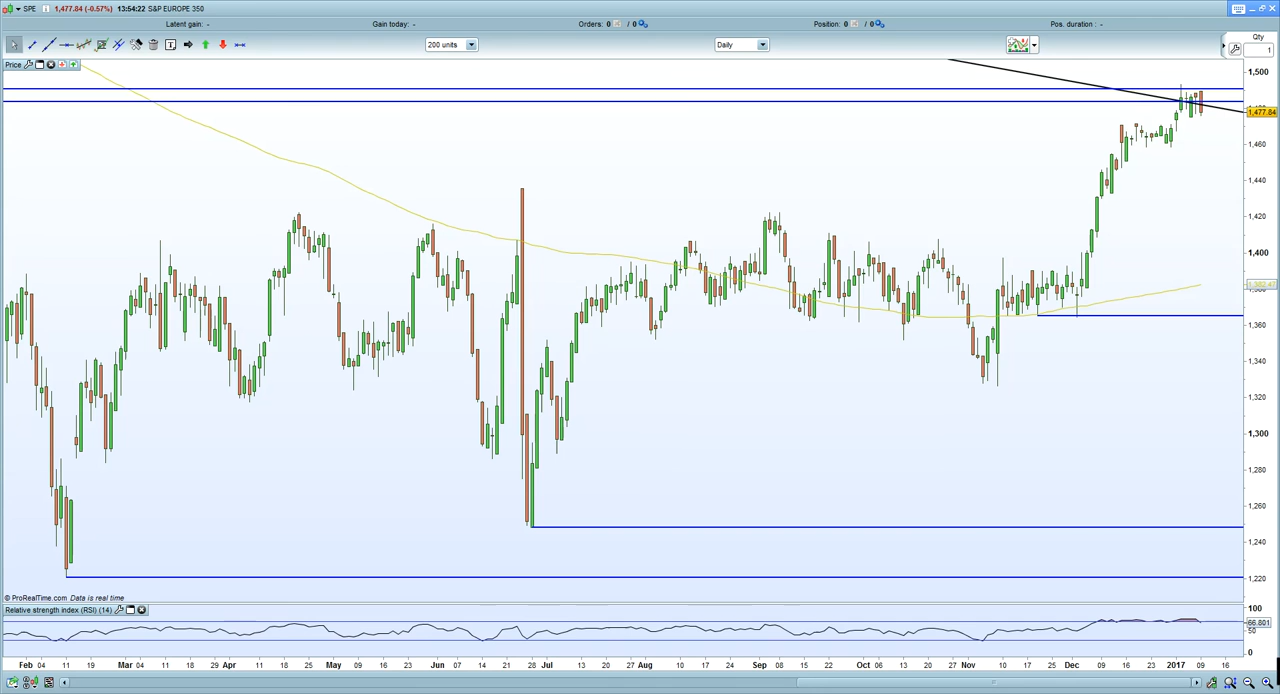 SPE 1,477.84 (-0.57%) 13:54:22 S&P EUROPE 350
Latent gain: - Gain today: - Orders: 0 / 0 Position: 0 / 0 Pos. duration : -
200 units Daily Qty
1
Price
1,500
1,477.84
1,460
1,440
1,420
1,400
1,382.47
1,360
1,340
1,320
1,300
1,280
1,260
1,240
1,220
© ProRealTime.com Data is real time
Relative strength index (RSI) (14)
100
66.801
50
0
Feb 04 11 19 Mar 04 11 18 29 Apr 11 18 25 May 09 16 23 Jun 07 14 23 Jul 13 20 27 Aug 10 17 24 Sep 08 15 22 Oct 06 13 20 27 Nov 10 17 25 Dec 09 16 23 2017 09 16